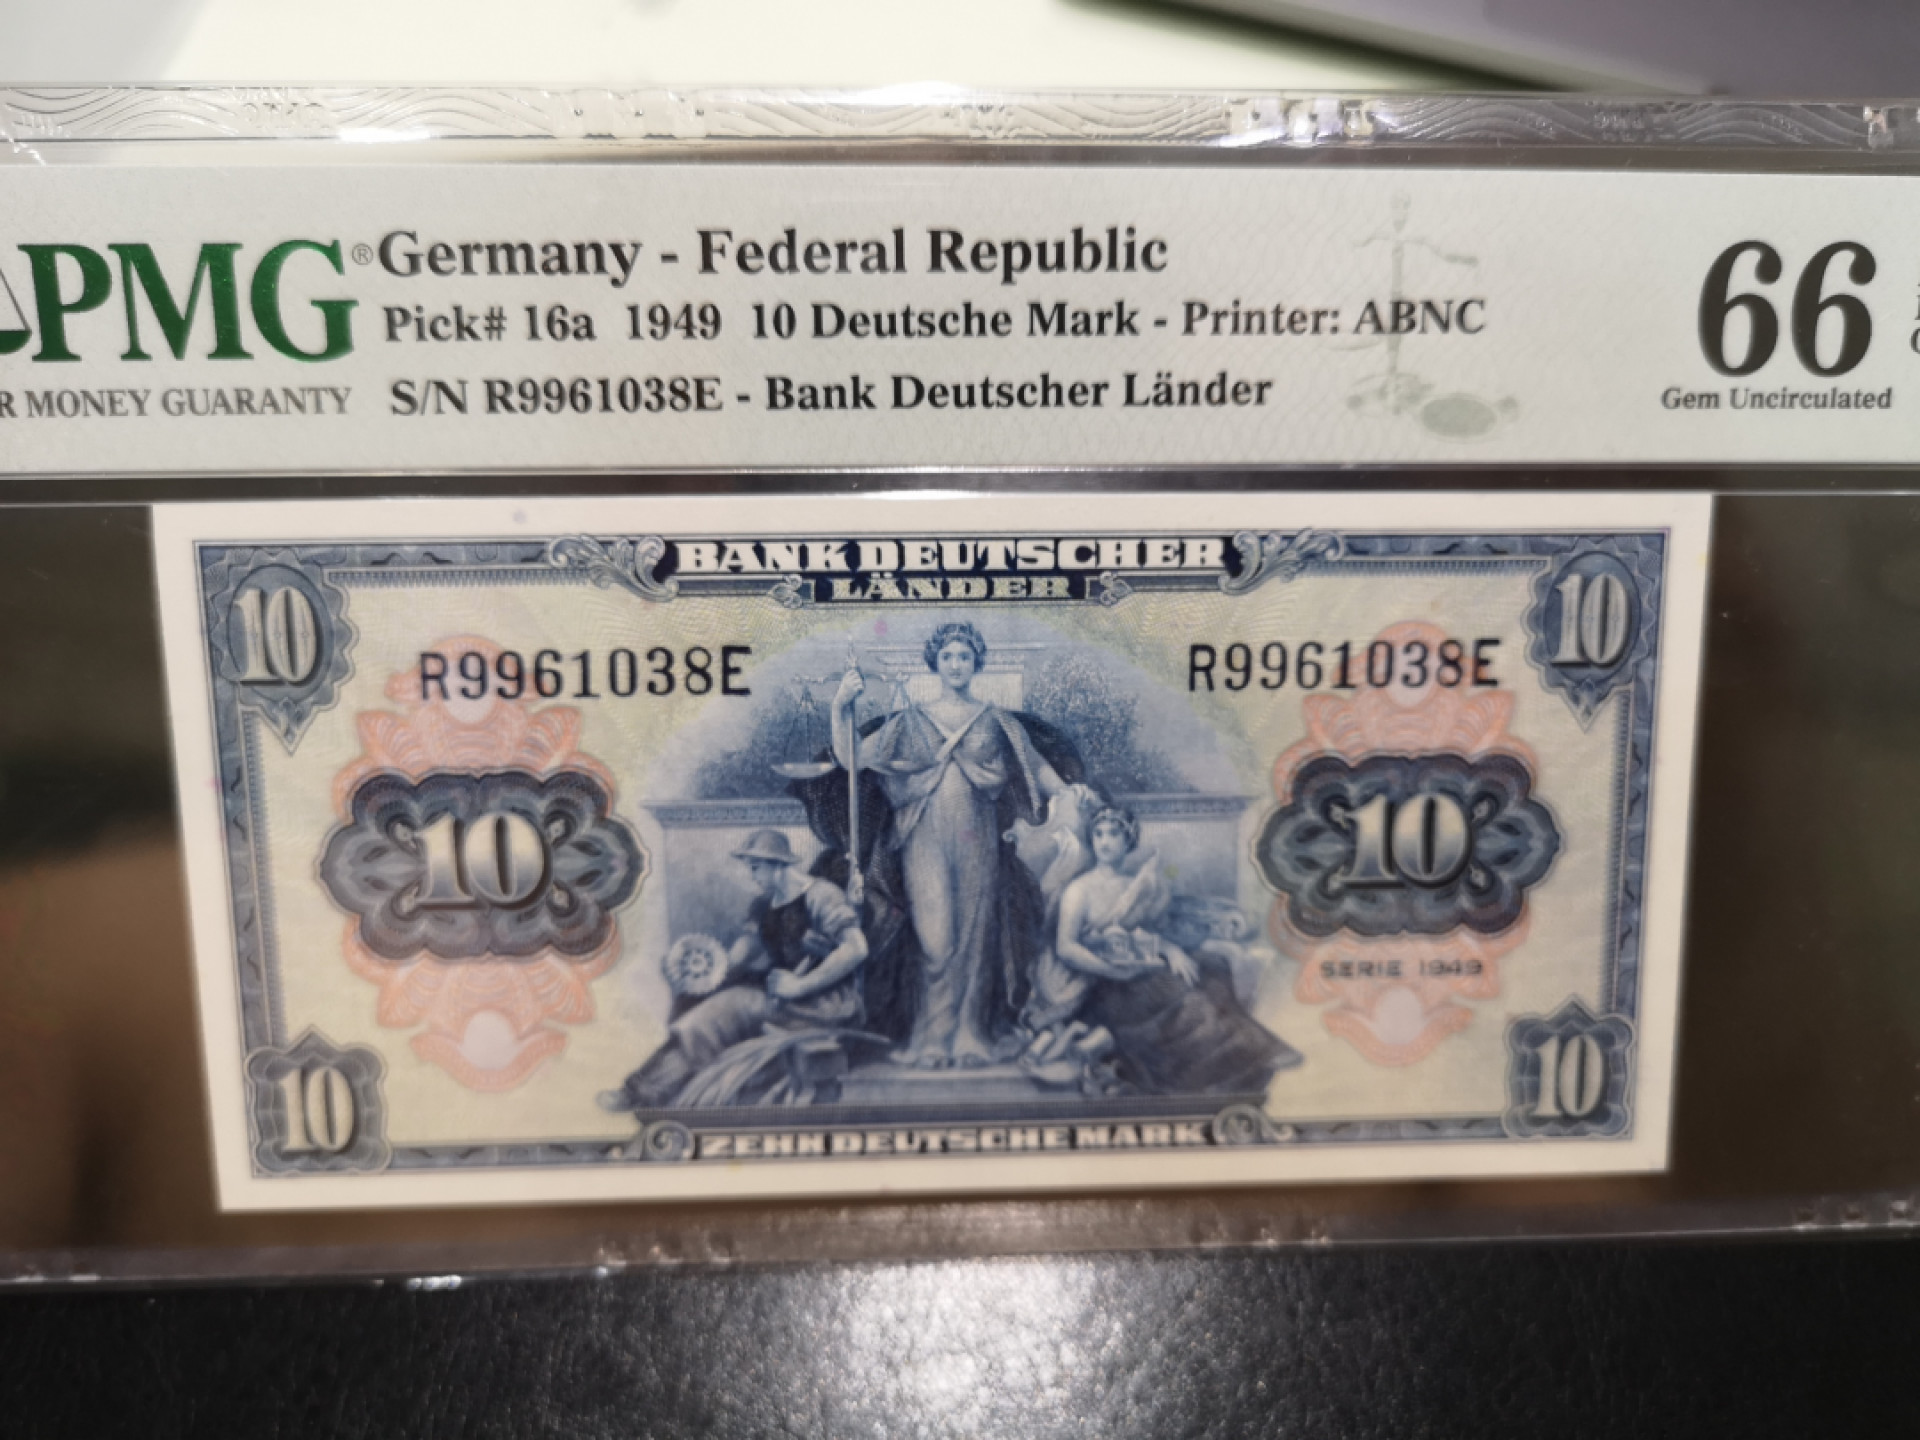 PMG®
R MONEY GUARANTY
Germany - Federal Republic
Pick# 16a 1949 10 Deutsche Mark - Printer: ABNC
S/N R9961038E - Bank Deutscher Länder
66
Gem Uncirculated
BANK DEUTSCHER
LÄNDER
10 10
R9961038E R9961038E
10 10
SERIE 1949
10 10
ZEHN DEUTSCHE MARK